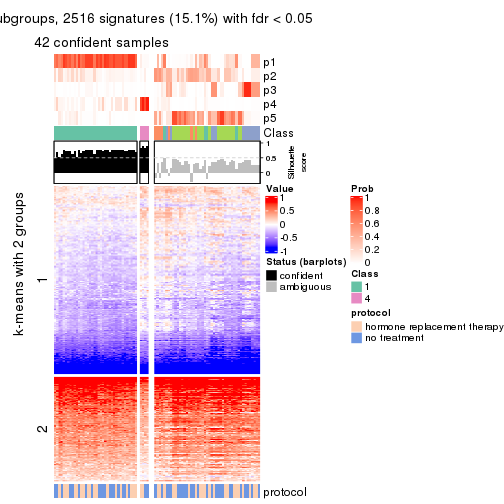 ubgroups, 2516 signatures (15.1%) with fdr < 0.05
42 confident samples
p1
p2
p3
p4
p5
Class
1
0.5
0
Silhouette
score
k-means with 2 groups
1
2
protocol
Value
1
0.5
0
-0.5
-1
Status (barplots)
confident
ambiguous
Prob
1
0.8
0.6
0.4
0.2
0
Class
1
4
protocol
hormone replacement therapy
no treatment